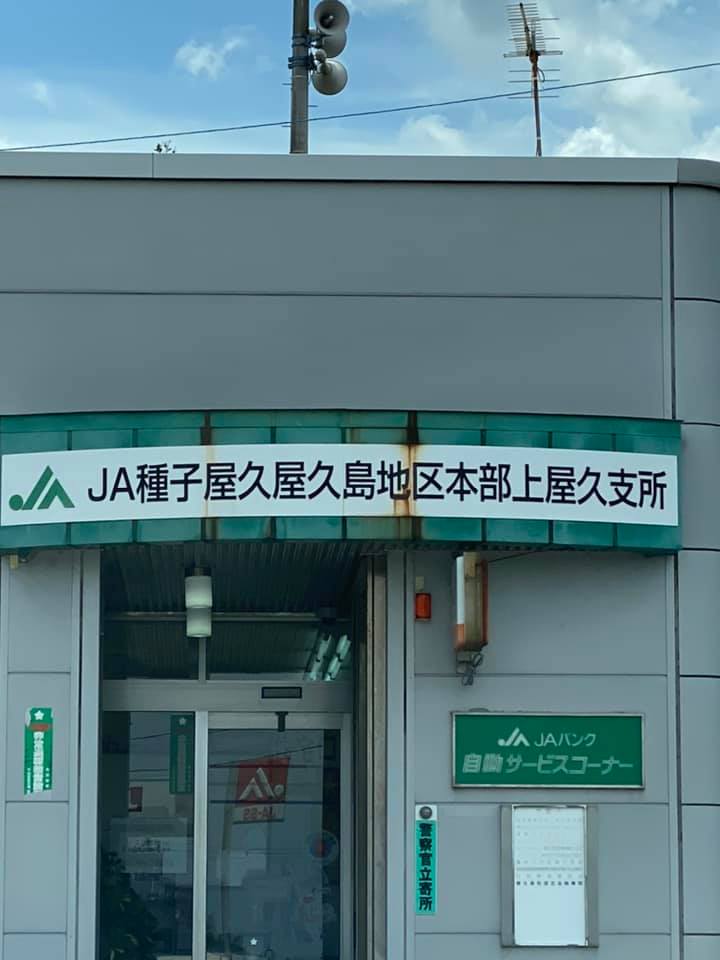 JA種子屋久屋久島地区本部上屋久支所
JAバンク
自動サービスコーナー
警察官立寄所